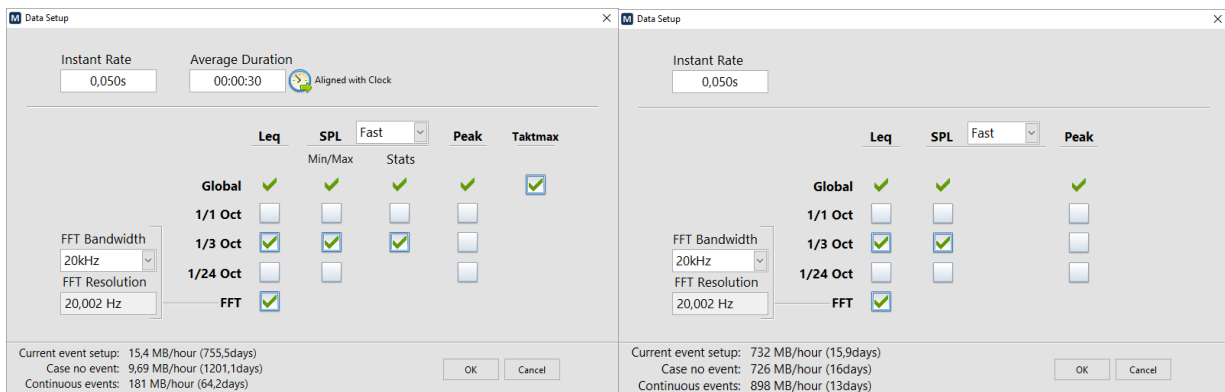 M Data Setup
Instant Rate
Average Duration
0,050s
00:00:30
Aligned with Clock
Leq
SPL
Fast
Peak
Taktmax
Min/Max
Stats
Global
1/1 Oct
1/3 Oct
1/24 Oct
FFT
FFT Bandwidth
20kHz
FFT Resolution
20,002 Hz
Current event setup: 15,4 MB/hour (755,5days)
Case no event: 9,69 MB/hour (1201,1days)
Continuous events: 181 MB/hour (64,2days)
OK
Cancel
M Data Setup
Instant Rate
0,050s
Leq
SPL
Fast
Peak
Global
1/1 Oct
1/3 Oct
1/24 Oct
FFT
FFT Bandwidth
20kHz
FFT Resolution
20,002 Hz
Current event setup: 732 MB/hour (15,9days)
Case no event: 726 MB/hour (16days)
Continuous events: 898 MB/hour (13days)
OK
Cancel